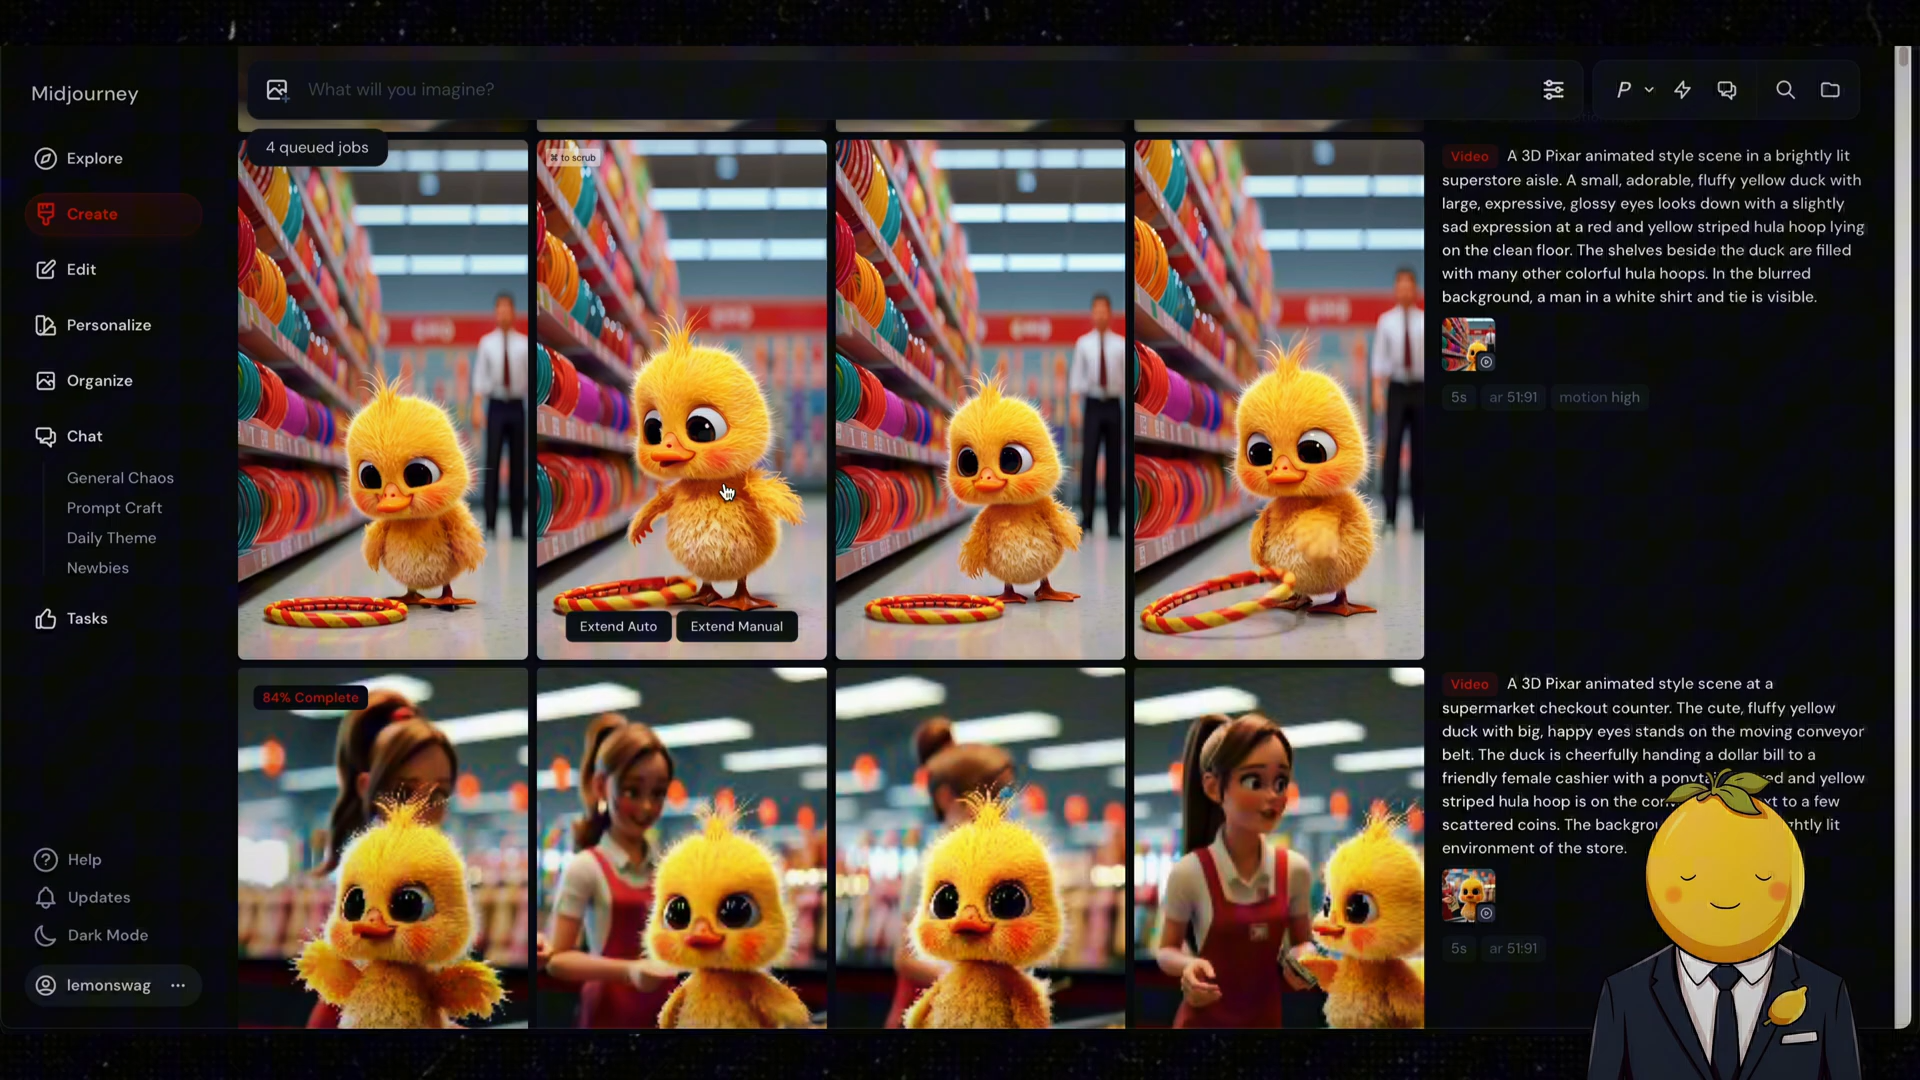 Midjourney
Explore
Create
Edit
Personalize
Organize
Chat
General Chaos
Prompt Craft
Daily Theme
Newbies
Tasks
Help
Updates
Dark Mode
lemonswag
What will you imagine?
4 queued jobs
⌘ to scrub
Extend Auto
Extend Manual
Video A 3D Pixar animated style scene in a brightly lit
superstore aisle. A small, adorable, fluffy yellow duck with
large, expressive, glossy eyes looks down with a slightly
sad expression at a red and yellow striped hula hoop lying
on the clean floor. The shelves beside the duck are filled
with many other colorful hula hoops. In the blurred
background, a man in a white shirt and tie is visible.
5s ar 51:91 motion high
84% Complete
Video A 3D Pixar animated style scene at a
supermarket checkout counter. The cute, fluffy yellow
duck with big, happy eyes stands on the moving conveyor
belt. The duck is cheerfully handing a dollar bill to a
friendly female cashier with a and yellow
striped hula hoop is on the to a few
scattered coins. The lit
environment of the store.
5s ar 51:91